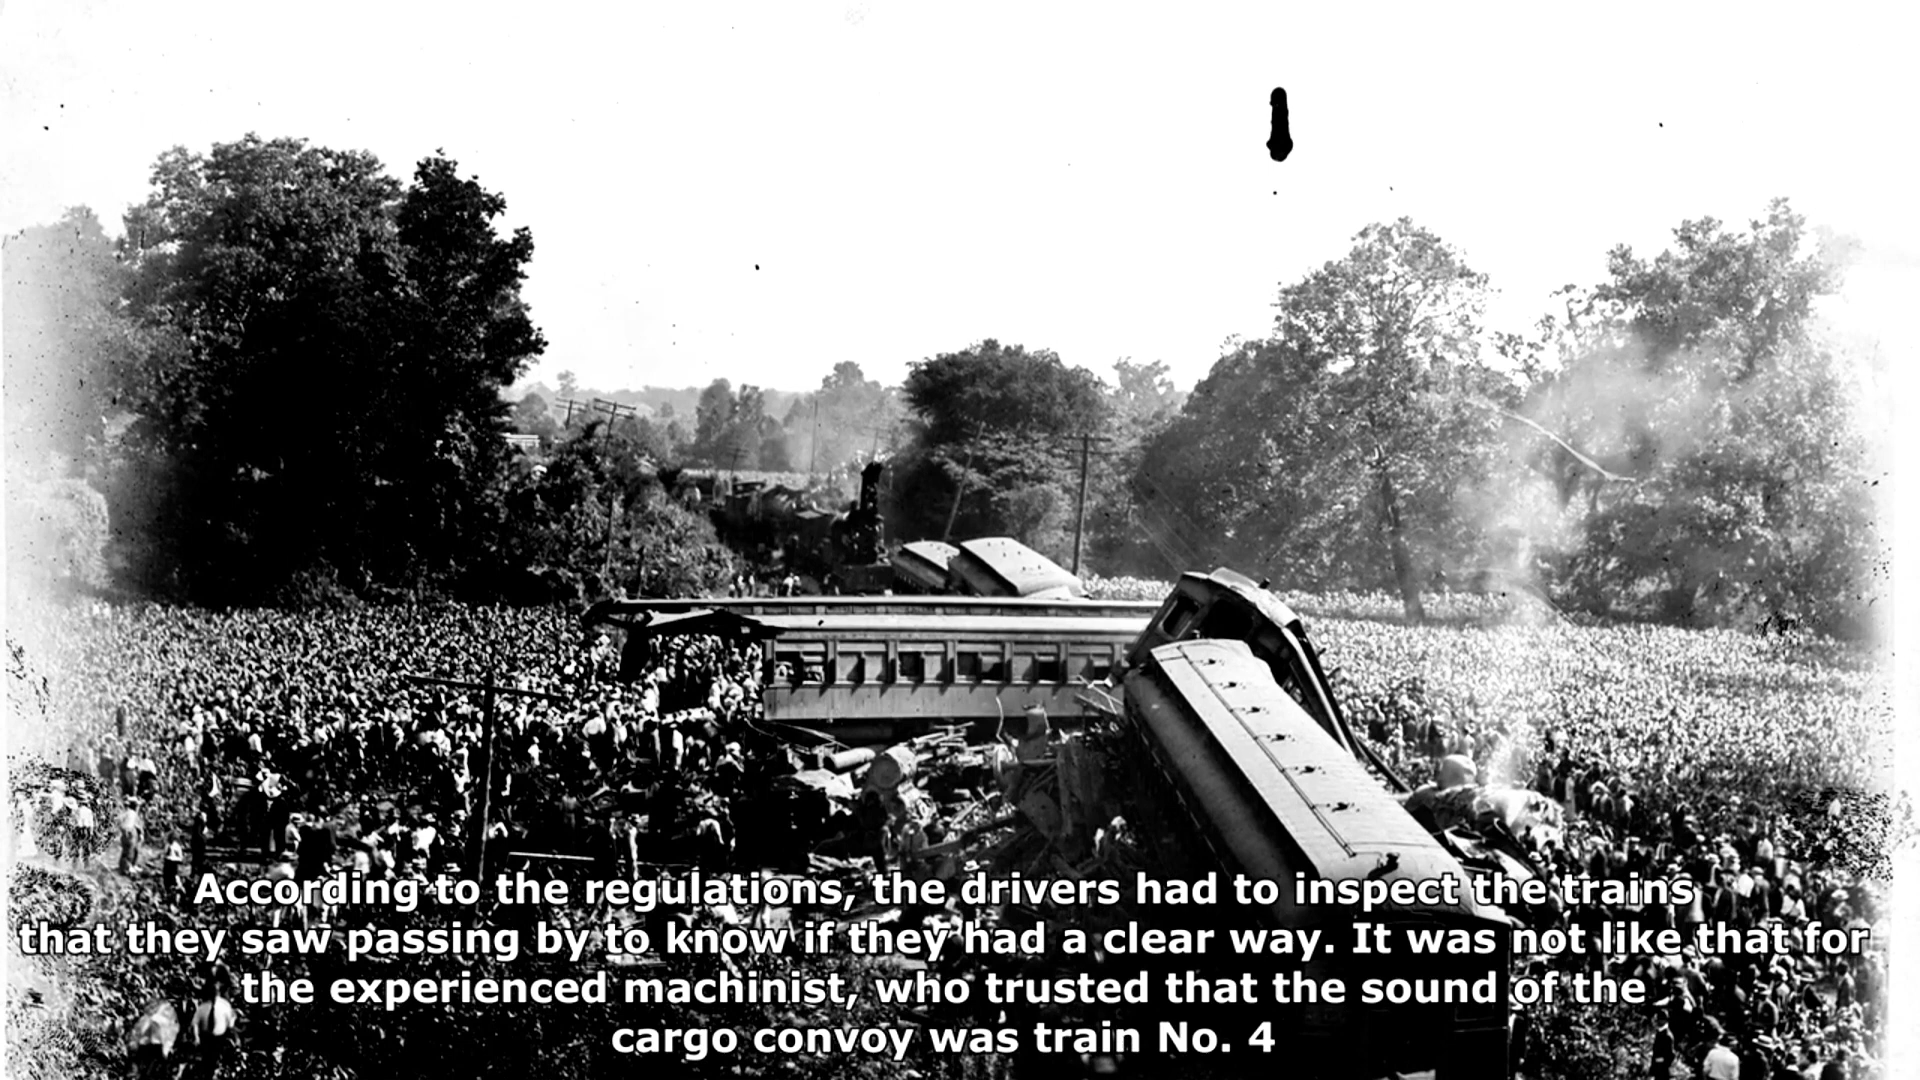 According to the regulations, the drivers had to inspect the trains
that they saw passing by to know if they had a clear way. It was not like that for
the experienced machinist, who trusted that the sound of the
cargo convoy was train No. 4